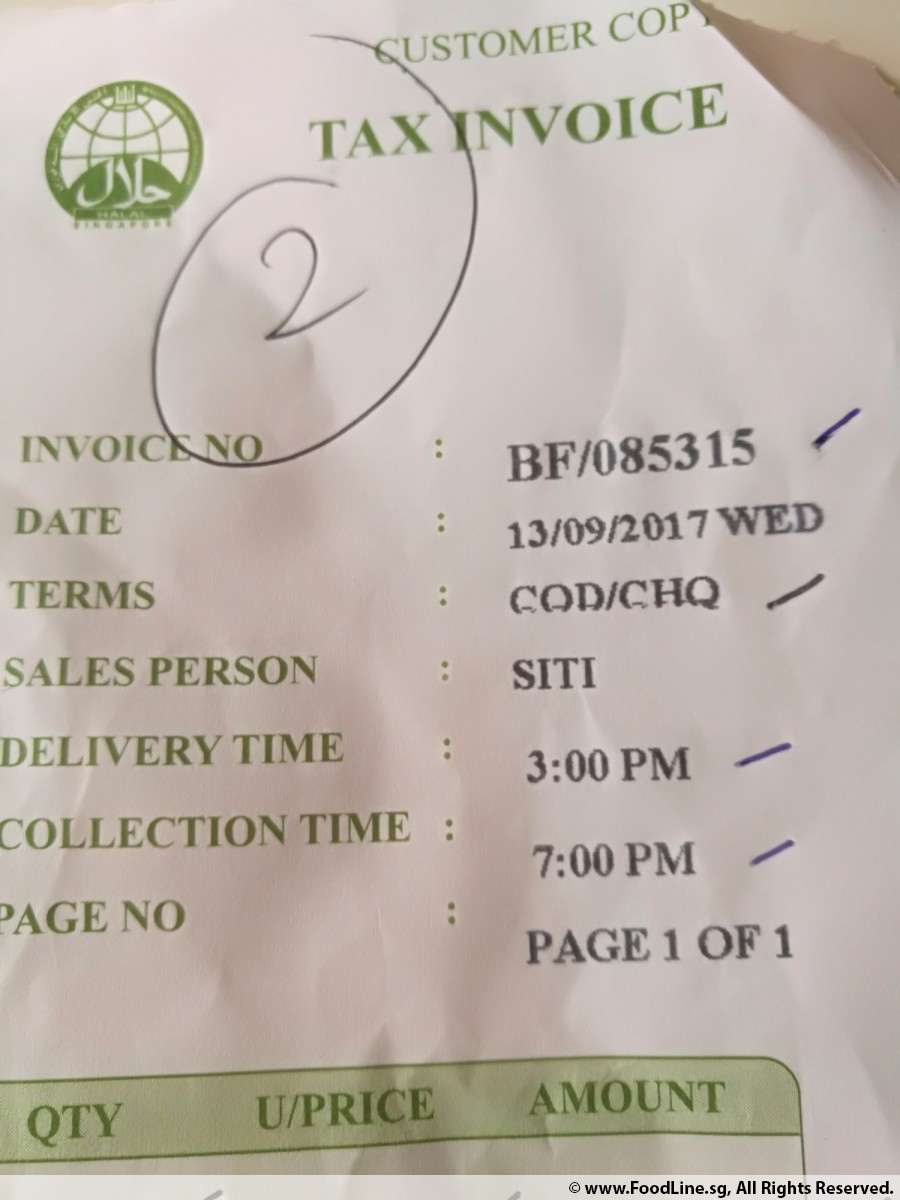 CUSTOMER COPY
TAX INVOICE
حلال
HALAL
SINGAPORE
2
INVOICE NO : BF/085315
DATE : 13/09/2017 WED
TERMS : COD/CHQ
SALES PERSON : SITI
DELIVERY TIME : 3:00 PM
COLLECTION TIME : 7:00 PM
PAGE NO : PAGE 1 OF 1
QTY U/PRICE AMOUNT
© www.FoodLine.sg, All Rights Reserved.